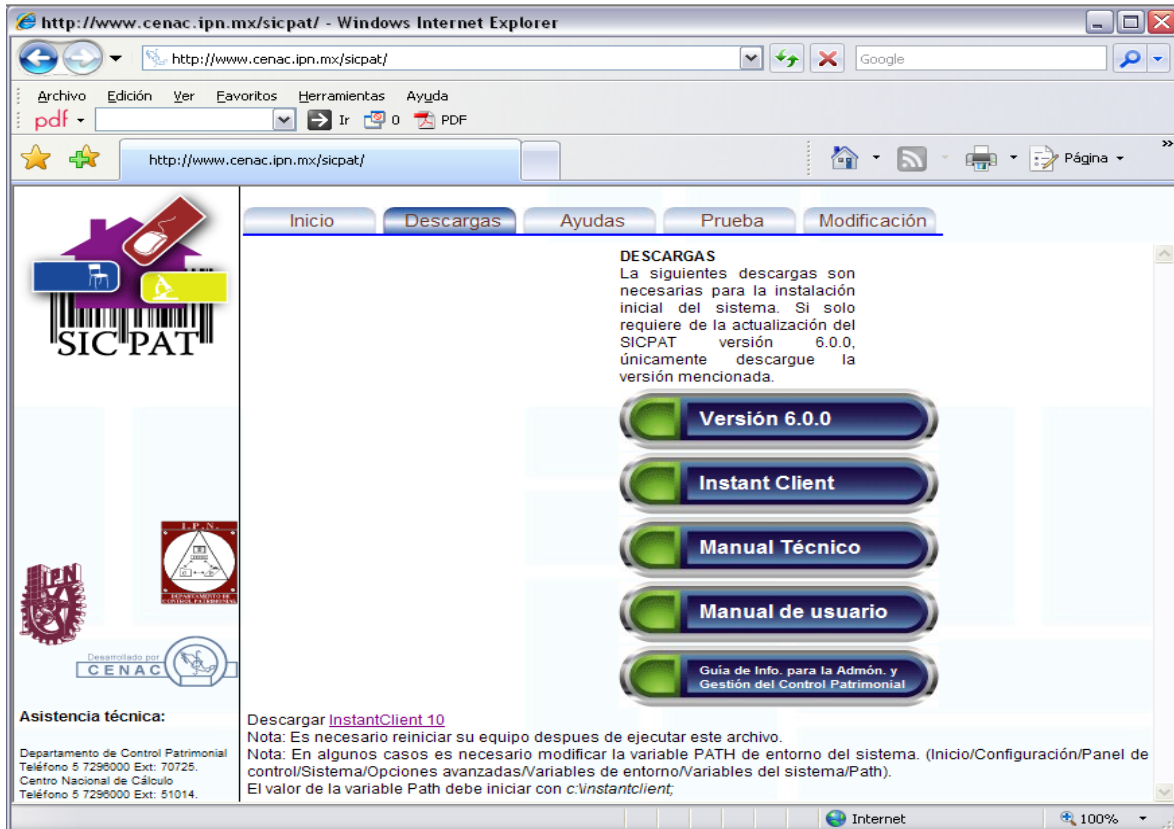 http://www.cenac.ipn.mx/sicpat/ - Windows Internet Explorer
http://www.cenac.ipn.mx/sicpat/
Google
Archivo Edición Ver Favoritos Herramientas Ayuda
pdf Ir 0 PDF
http://www.cenac.ipn.mx/sicpat/
Página
»
Inicio Descargas Ayudas Prueba Modificación
SICPAT
DESCARGAS
La siguientes descargas son
necesarias para la instalación
inicial del sistema. Si solo
requiere de la actualización del
SICPAT versión 6.0.0,
únicamente descargue la
versión mencionada.
Versión 6.0.0
Instant Client
Manual Técnico
Manual de usuario
Guía de Info. para la Admón. y
Gestión del Control Patrimonial
I.P.N.
DEPARTAMENTO DE
CONTROL PATRIMONIAL
IPN
Desarrollado por
CENAC
Asistencia técnica:
Departamento de Control Patrimonial
Teléfono 5 7296000 Ext: 70725.
Centro Nacional de Cálculo
Teléfono 5 7296000 Ext: 51014.
Descargar InstantClient 10
Nota: Es necesario reiniciar su equipo despues de ejecutar este archivo.
Nota: En algunos casos es necesario modificar la variable PATH de entorno del sistema. (Inicio/Configuración/Panel de
control/Sistema/Opciones avanzadas/Variables de entorno/Variables del sistema/Path).
El valor de la variable Path debe iniciar con c:\instantclient;
Internet 100%